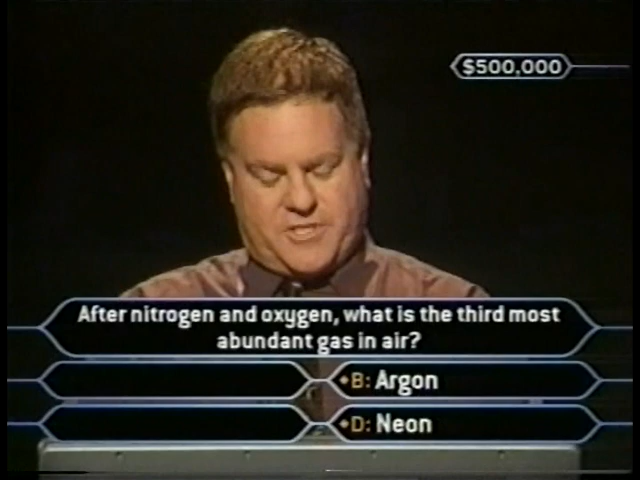 $500,000
After nitrogen and oxygen, what is the third most
abundant gas in air?
B: Argon
D: Neon